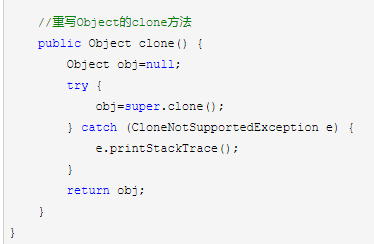 //重写Object的clone方法
public Object clone() {
Object obj=null;
try {
obj=super.clone();
} catch (CloneNotSupportedException e) {
e.printStackTrace();
}
return obj;
}
}